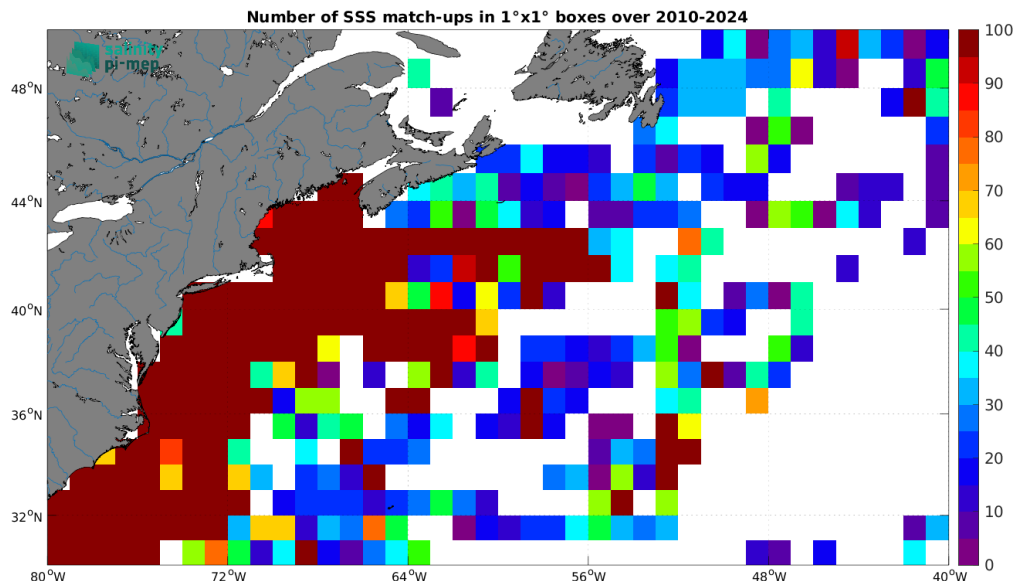 Number of SSS match-ups in 1°x1° boxes over 2010-2024
salinity
pi-mep
48°N
44°N
40°N
36°N
32°N
80°W 72°W 64°W 56°W 48°W 40°W
100
90
80
70
60
50
40
30
20
10
0